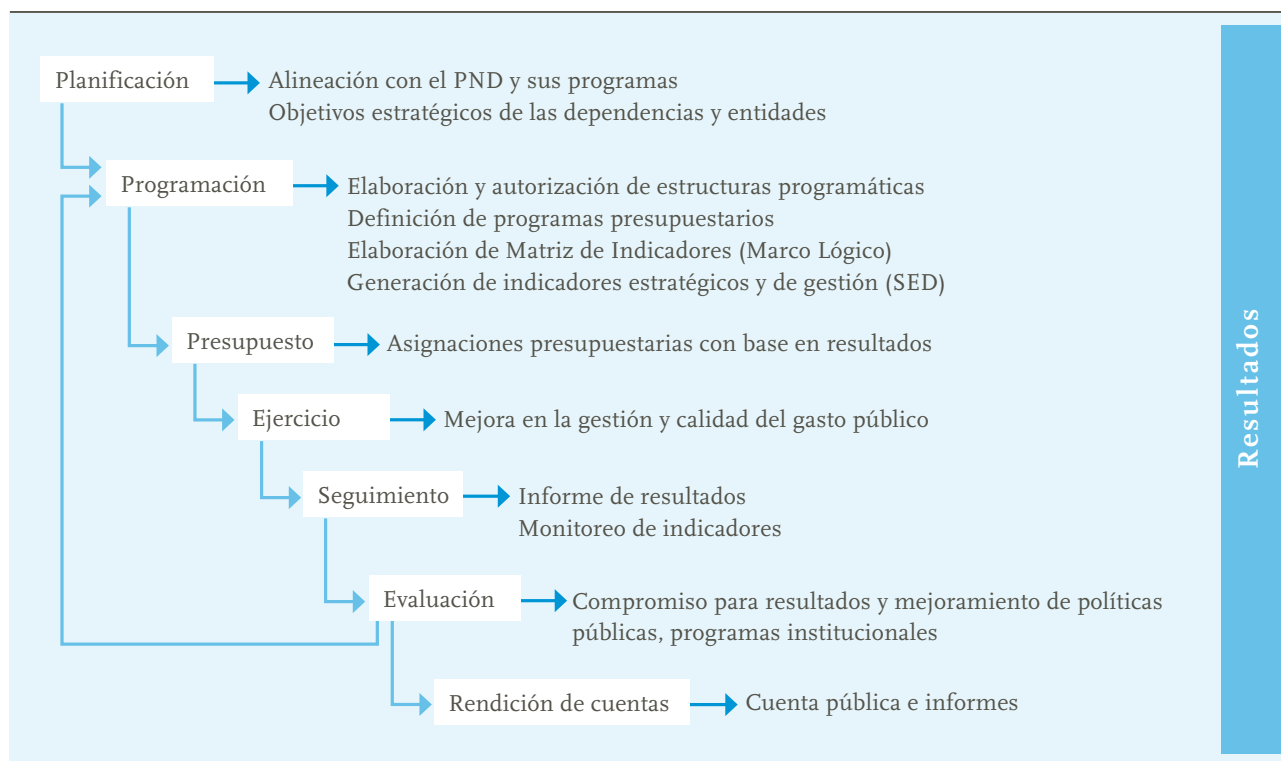 Planificación
Alineación con el PND y sus programas
Objetivos estratégicos de las dependencias y entidades
Programación
Elaboración y autorización de estructuras programáticas
Definición de programas presupuestarios
Elaboración de Matriz de Indicadores (Marco Lógico)
Generación de indicadores estratégicos y de gestión (SED)
Presupuesto
Asignaciones presupuestarias con base en resultados
Ejercicio
Mejora en la gestión y calidad del gasto público
Seguimiento
Informe de resultados
Monitoreo de indicadores
Evaluación
Compromiso para resultados y mejoramiento de políticas
públicas, programas institucionales
Rendición de cuentas
Cuenta pública e informes
Resultados